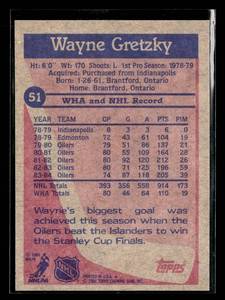 Wayne Gretzky
Ht: 6'0" Wt: 170 Shoots: L 1st Pro Season: 1978-79
Acquired: Purchased from Indianapolis
Born: 1-26-61, Brantford, Ontario
Home: Brantford, Ontario
51
WHA and NHL Record
YEAR TEAM GP G A PTS PIM
78-79 Indianapolis 8 3 3 6 0
78-79 Edmonton 72 43 61 104 19
79-80 Oilers 79 51 86 137 21
80-81 Oilers 80 55 109 164 28
81-82 Oilers 80 92 120 212 26
82-83 Oilers 80 71 125 196 59
83-84 Oilers 74 87 118 205 39
NHL Totals 393 356 558 914 173
WHA Totals 80 46 64 110 19
Wayne's biggest goal was
achieved this season when the
Oilers beat the Islanders to win
the Stanley Cup Finals.
NHLPA
NHL
topps